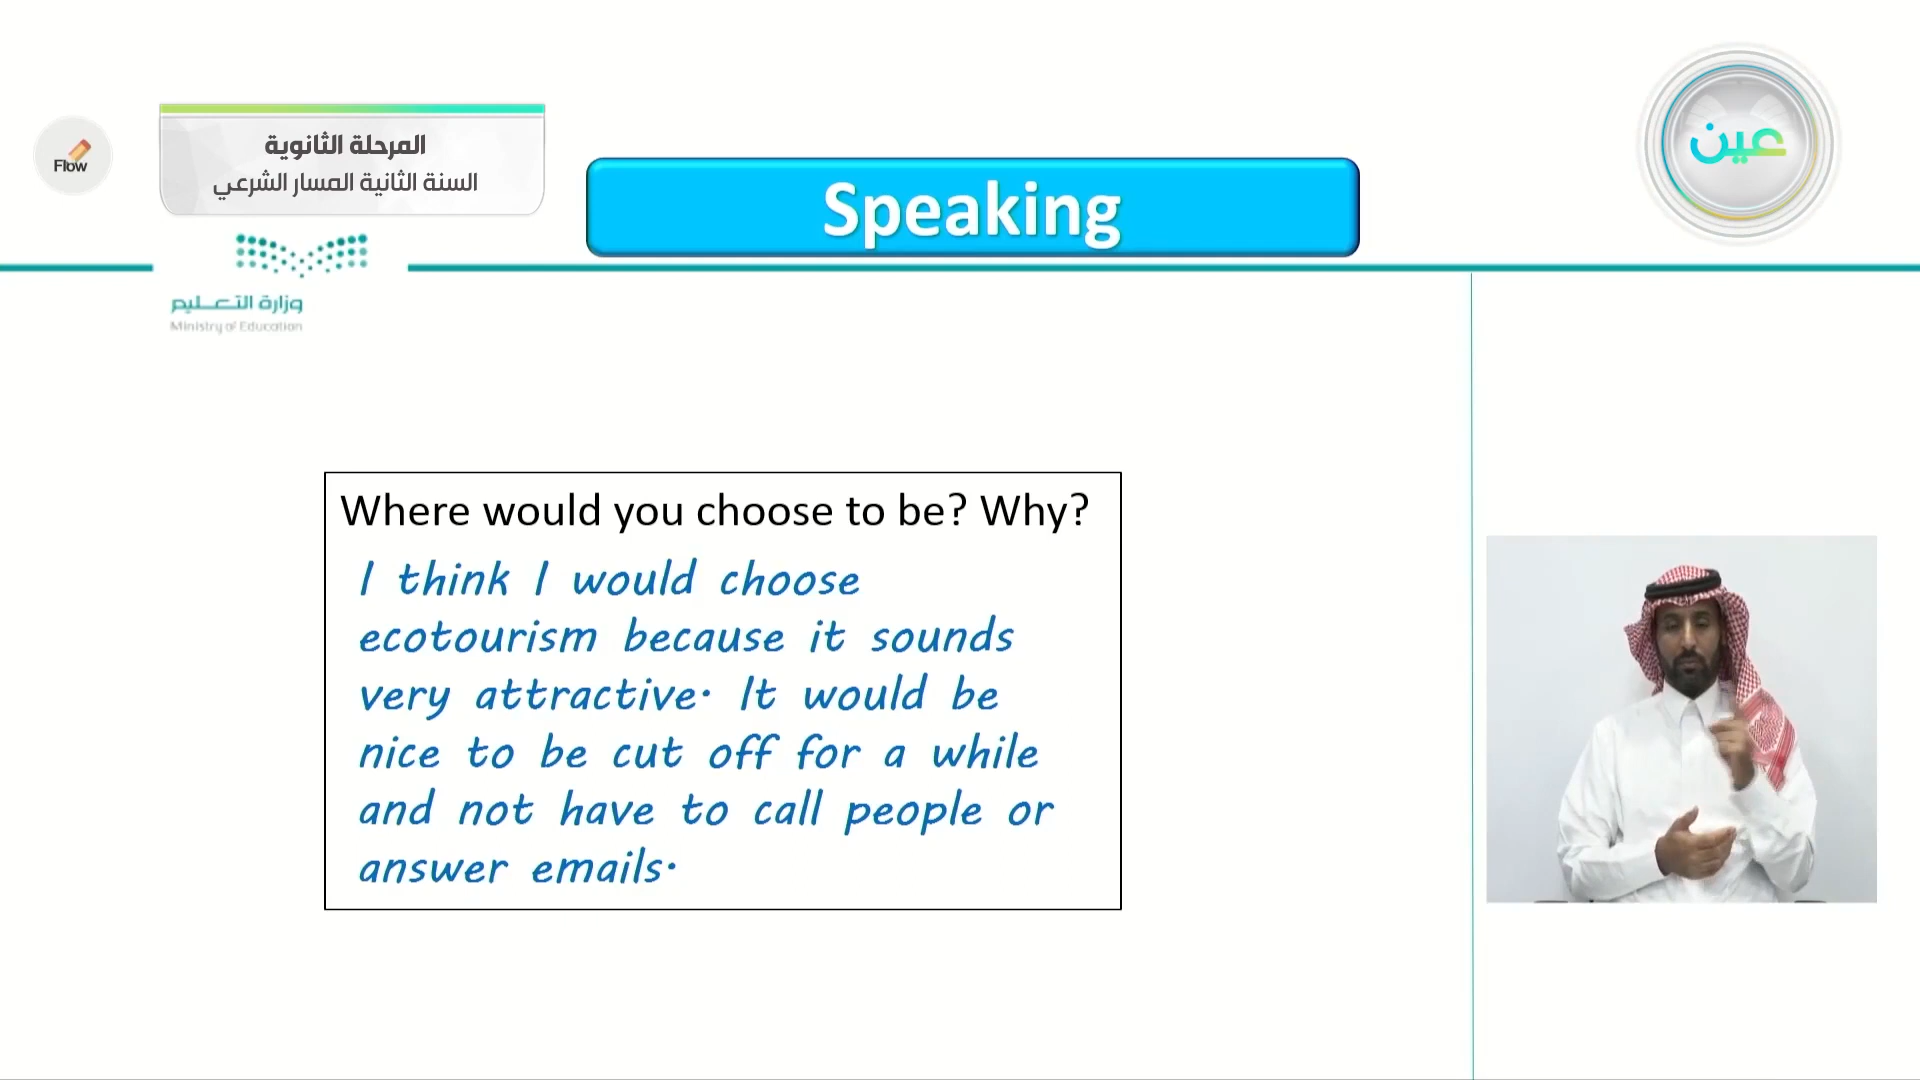 Flow
المرحلة الثانوية
السنة الثانية المسار الشرعي
عين
Speaking
وزارة التعليم
Ministry of Education
Where would you choose to be? Why?
I think I would choose
ecotourism because it sounds
very attractive. It would be
nice to be cut off for a while
and not have to call people or
answer emails.